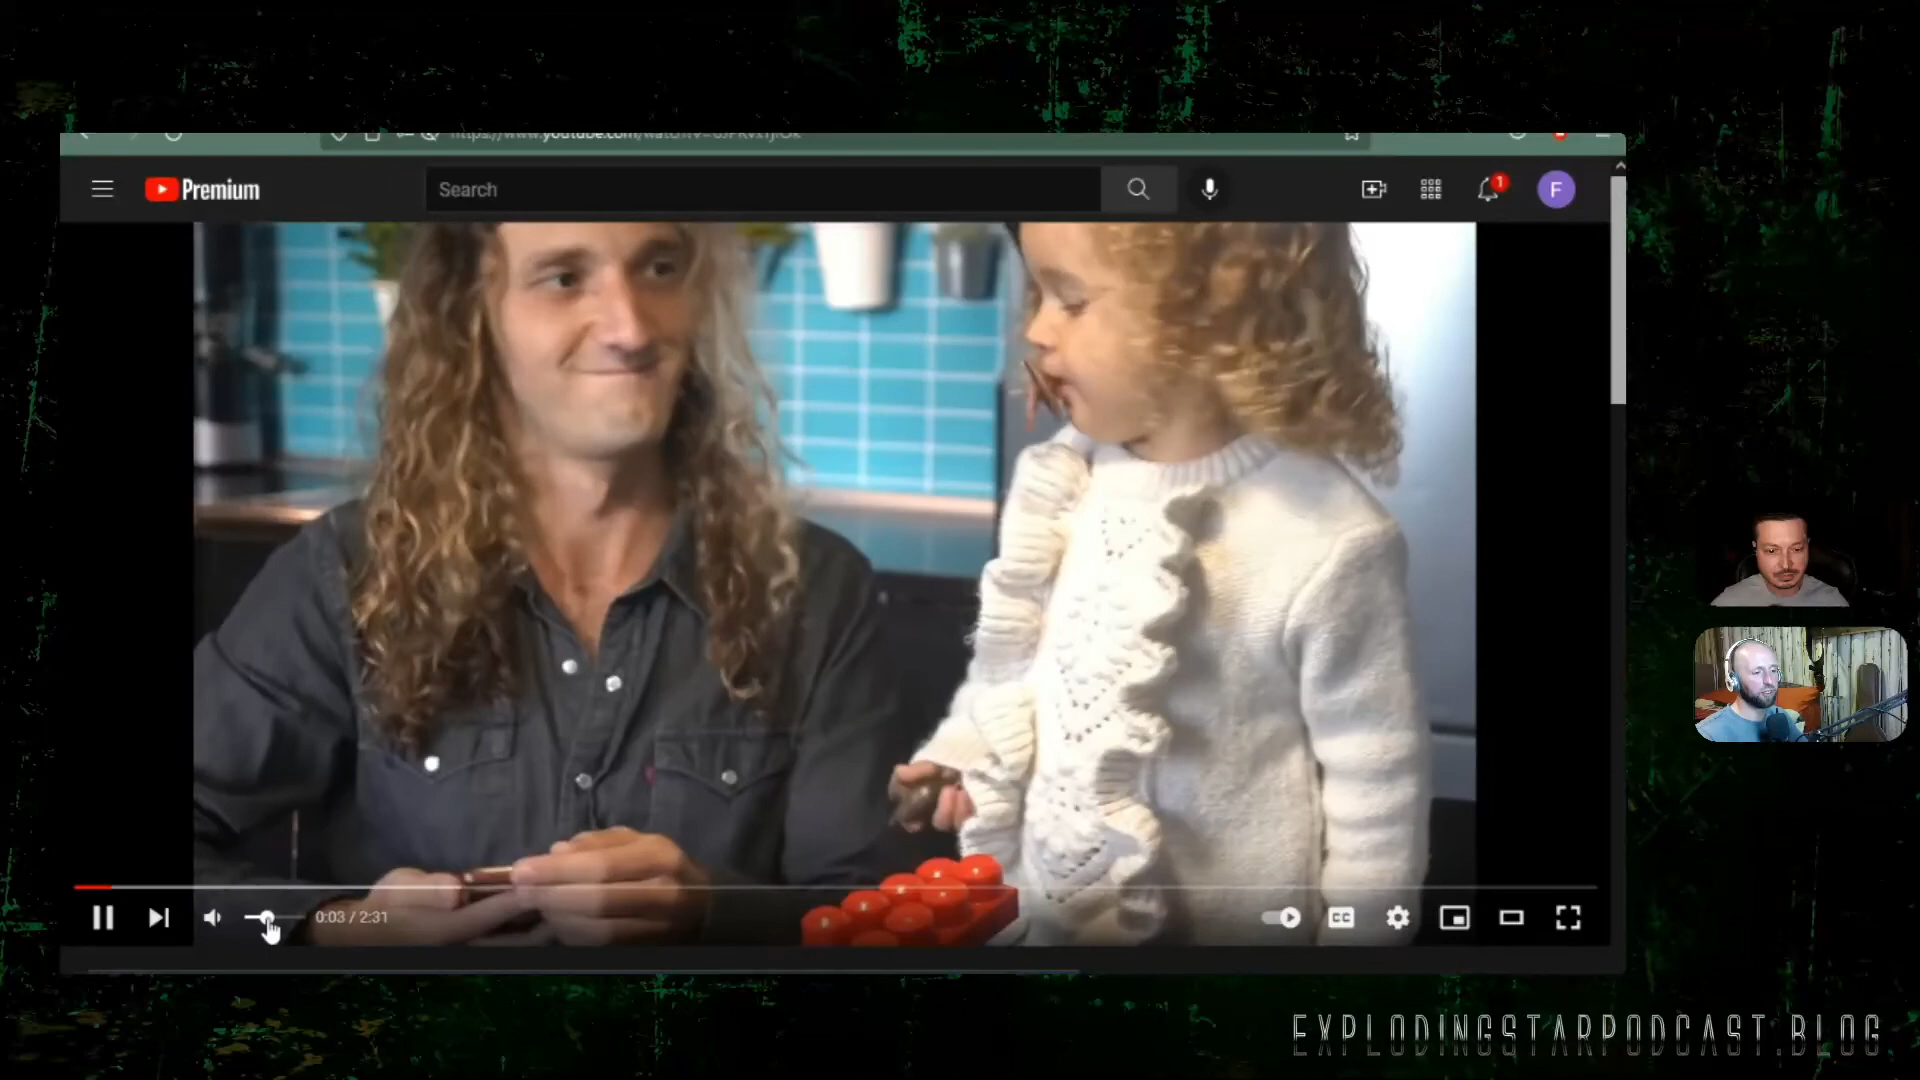 Premium
Search
1
F
0:03 / 2:31
CC
EXPLODINGSTARPODCAST.BLOG